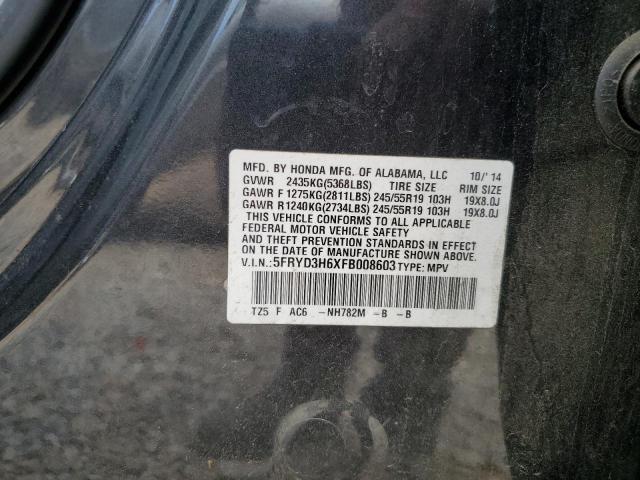 MFD. BY HONDA MFG. OF ALABAMA, LLC 10/'14
GVWR 2435KG(5368LBS) TIRE SIZE RIM SIZE
GAWR F 1275KG(2811LBS) 245/55R19 103H 19X8.0J
GAWR R 1240KG(2734LBS) 245/55R19 103H 19X8.0J
THIS VEHICLE CONFORMS TO ALL APPLICABLE
FEDERAL MOTOR VEHICLE SAFETY
AND THEFT PREVENTION STANDARDS IN EFFECT
ON THE DATE OF MANUFACTURE SHOWN ABOVE.
V.I.N.:5FRYD3H6XFB008603 TYPE: MPV
TZ5 F AC6 -NH782M -B -B